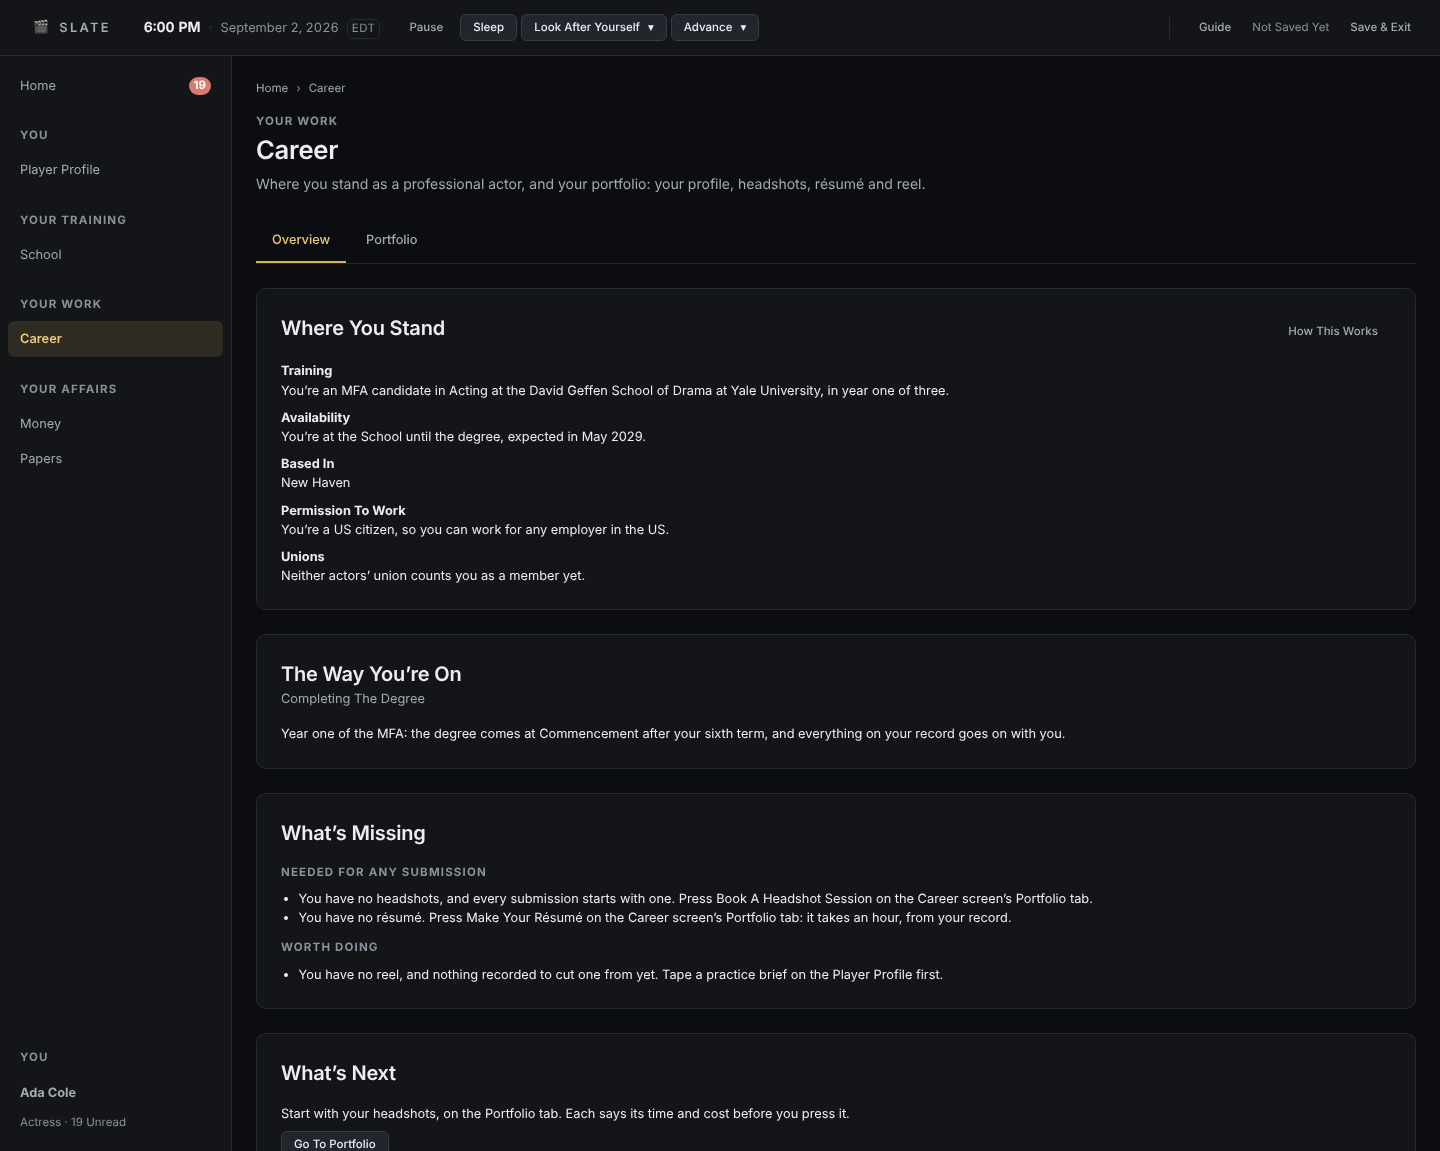 SLATE
6:00 PM · September 2, 2026 EDT
Pause
Sleep
Look After Yourself ▾
Advance ▾
Guide
Not Saved Yet
Save & Exit
Home
19
YOU
Player Profile
YOUR TRAINING
School
YOUR WORK
Career
YOUR AFFAIRS
Money
Papers
YOU
Ada Cole
Actress · 19 Unread
Home › Career
YOUR WORK
Career
Where you stand as a professional actor, and your portfolio: your profile, headshots, résumé and reel.
Overview
Portfolio
Where You Stand
How This Works
Training
You’re an MFA candidate in Acting at the David Geffen School of Drama at Yale University, in year one of three.
Availability
You’re at the School until the degree, expected in May 2029.
Based In
New Haven
Permission To Work
You’re a US citizen, so you can work for any employer in the US.
Unions
Neither actors’ union counts you as a member yet.
The Way You’re On
Completing The Degree
Year one of the MFA: the degree comes at Commencement after your sixth term, and everything on your record goes on with you.
What’s Missing
NEEDED FOR ANY SUBMISSION
• You have no headshots, and every submission starts with one. Press Book A Headshot Session on the Career screen’s Portfolio tab.
• You have no résumé. Press Make Your Résumé on the Career screen’s Portfolio tab: it takes an hour, from your record.
WORTH DOING
• You have no reel, and nothing recorded to cut one from yet. Tape a practice brief on the Player Profile first.
What’s Next
Start with your headshots, on the Portfolio tab. Each says its time and cost before you press it.
Go To Portfolio